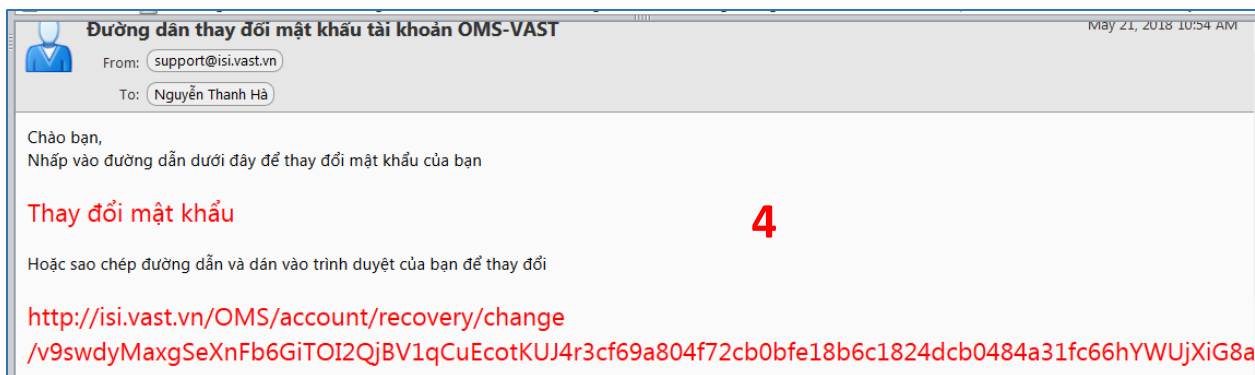 Đường dẫn thay đổi mật khẩu tài khoản OMS-VAST
May 21, 2018 10:54 AM
From: support@isi.vast.vn
To: Nguyễn Thanh Hà
Chào bạn,
Nhấp vào đường dẫn dưới đây để thay đổi mật khẩu của bạn
Thay đổi mật khẩu
4
Hoặc sao chép đường dẫn và dán vào trình duyệt của bạn để thay đổi
http://isi.vast.vn/OMS/account/recovery/change
/v9swdyMaxgSeXnFb6GiTOI2QjBV1qCuEcotKUJ4r3cf69a804f72cb0bfe18b6c1824dcb0484a31fc66hYWUjXiG8a